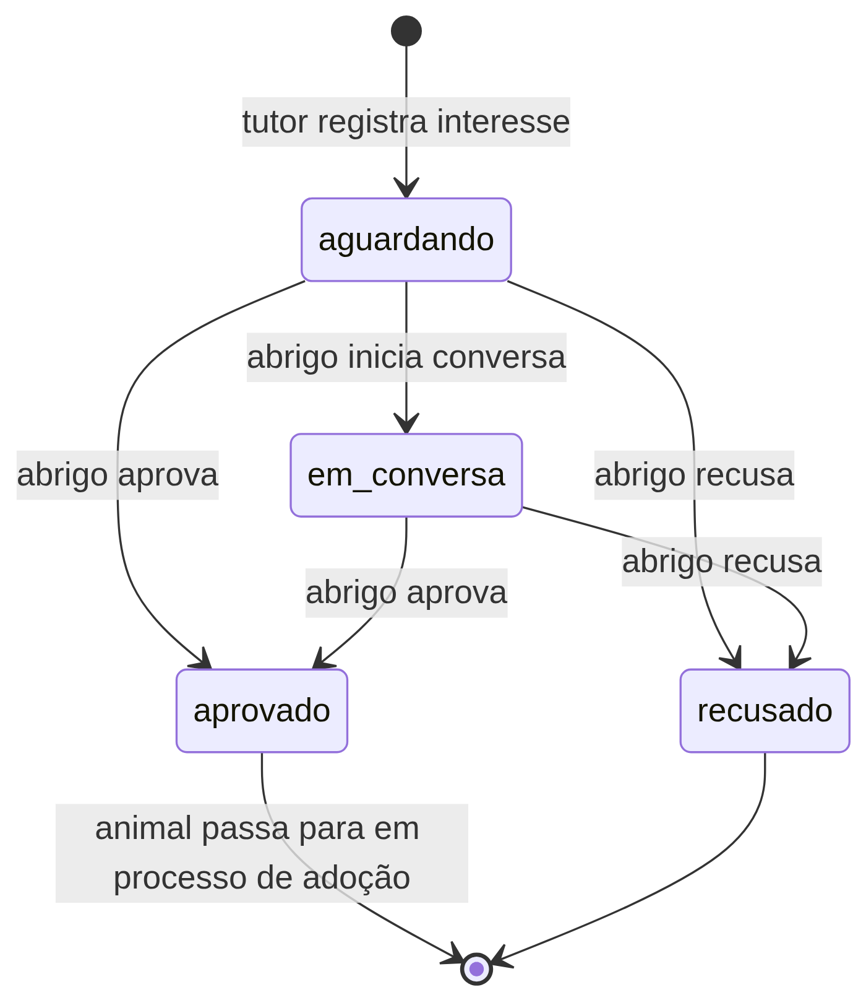 tutor registra interesse
aguardando
abrigo inicia conversa
abrigo aprova
em_conversa
abrigo recusa
abrigo recusa
abrigo aprova
aprovado
recusado
animal passa para em
processo de adoção